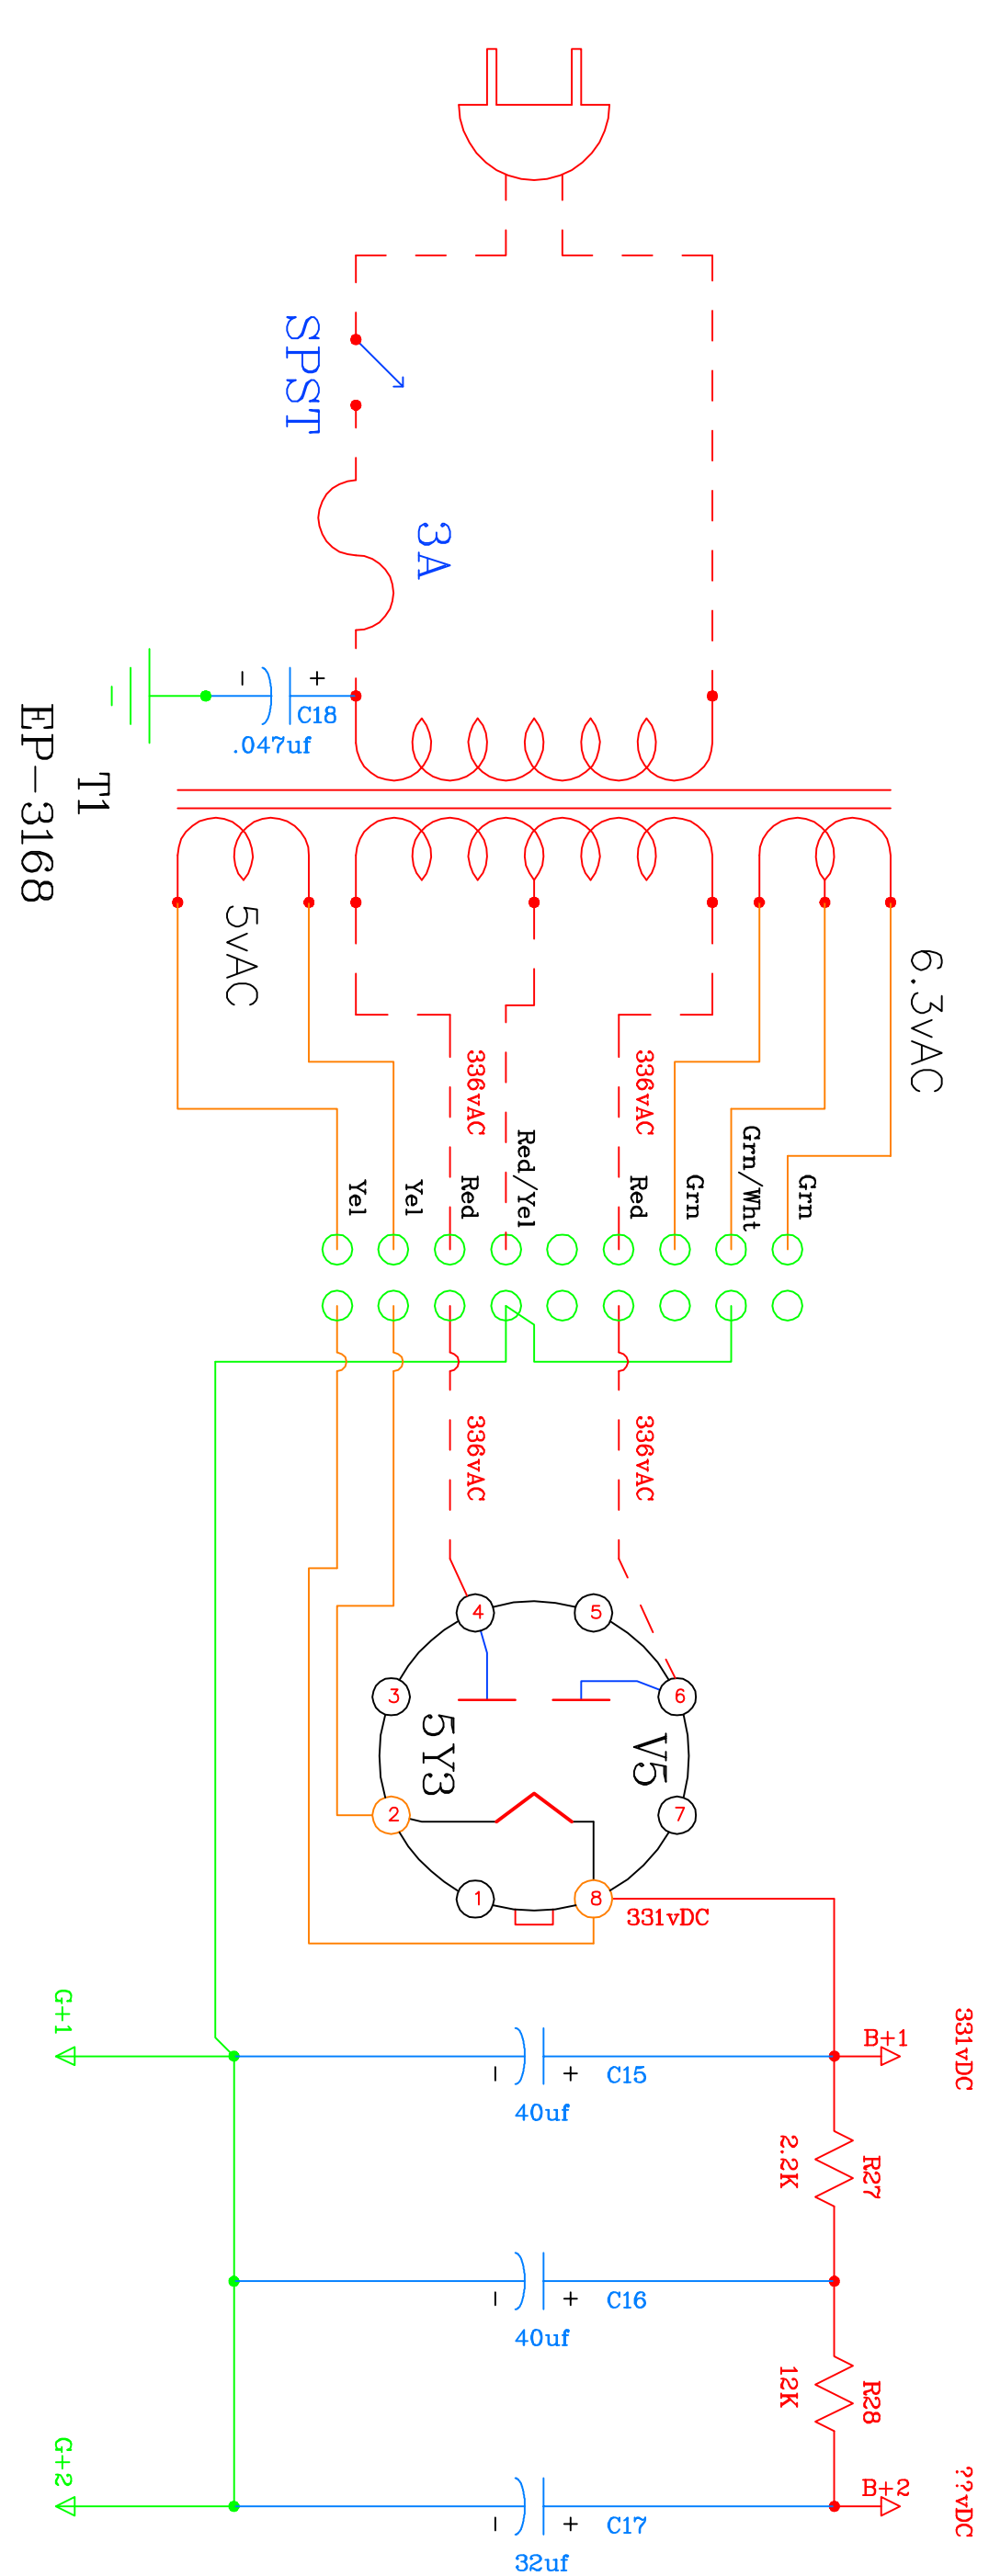 SPST
3A
+
-
C18
.047uf
T1
EP-3168
5vAC
6.3vAC
336vAC
336vAC
Yel
Yel
Red
Red/Yel
Red
Grn
Grn/Wht
Grn
336vAC
336vAC
4
5
3
6
5Y3
V5
2
7
1
8
331vDC
G+1
B+1
331vDC
-
+
C15
40uf
2.2K
R27
-
+
C16
40uf
12K
R28
G+2
B+2
??vDC
-
+
C17
32uf